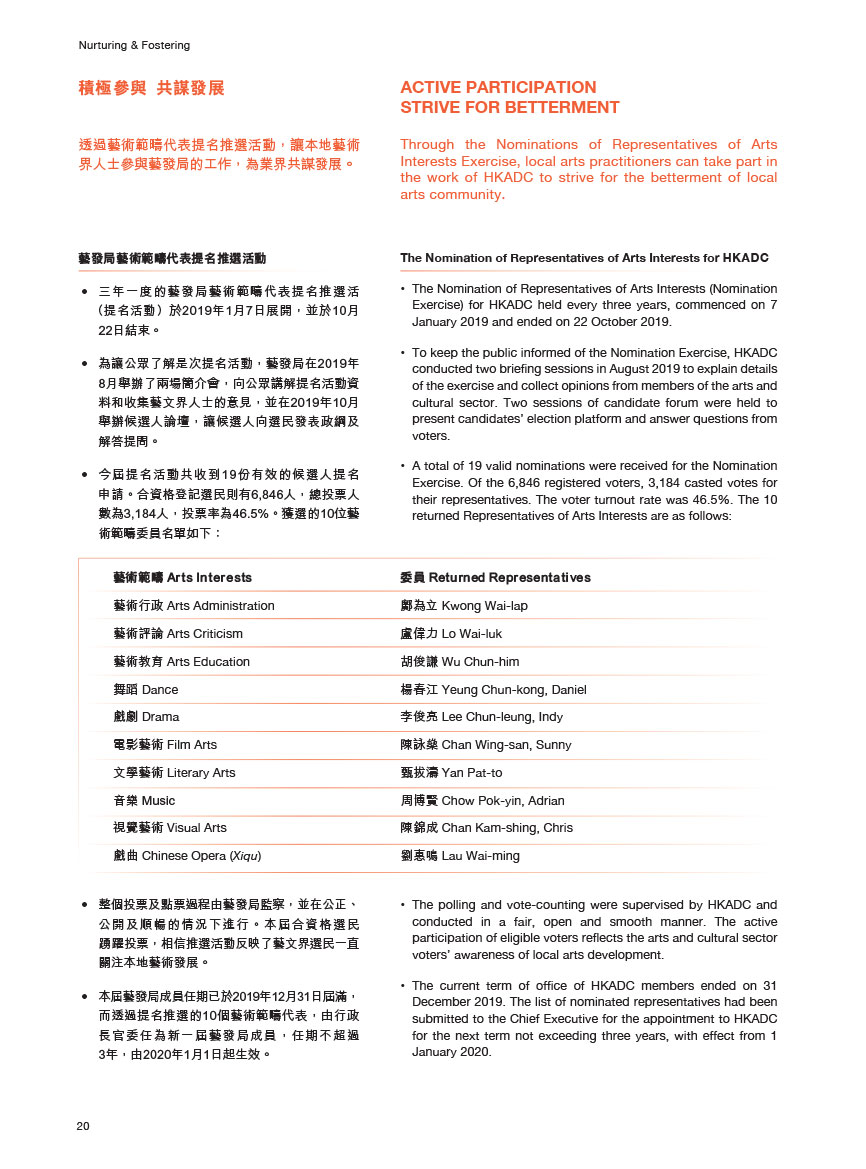 Nurturing & Fostering
積極參與 共謀發展
透過藝術範疇代表提名推選活動，讓本地藝術
界人士參與藝發局的工作，為業界共謀發展。
ACTIVE PARTICIPATION
STRIVE FOR BETTERMENT
Through the Nominations of Representatives of Arts
Interests Exercise, local arts practitioners can take part in
the work of HKADC to strive for the betterment of local
arts community.
藝發局藝術範疇代表提名推選活動
• 三年一度的藝發局藝術範疇代表提名推選活
（提名活動）於2019年1月7日展開，並於10月
22日結束。
• 為讓公眾了解是次提名活動，藝發局在2019年
8月舉辦了兩場簡介會，向公眾講解提名活動資
料和收集藝文界人士的意見，並在2019年10月
舉辦候選人論壇，讓候選人向選民發表政綱及
解答提問。
• 今屆提名活動共收到19份有效的候選人提名
申請。合資格登記選民則有6,846人，總投票人
數為3,184人，投票率為46.5%。獲選的10位藝
術範疇委員名單如下：
The Nomination of Representatives of Arts Interests for HKADC
• The Nomination of Representatives of Arts Interests (Nomination
Exercise) for HKADC held every three years, commenced on 7
January 2019 and ended on 22 October 2019.
• To keep the public informed of the Nomination Exercise, HKADC
conducted two briefing sessions in August 2019 to explain details
of the exercise and collect opinions from members of the arts and
cultural sector. Two sessions of candidate forum were held to
present candidates' election platform and answer questions from
voters.
• A total of 19 valid nominations were received for the Nomination
Exercise. Of the 6,846 registered voters, 3,184 casted votes for
their representatives. The voter turnout rate was 46.5%. The 10
returned Representatives of Arts Interests are as follows:
藝術範疇 Arts Interests 委員 Returned Representatives
藝術行政 Arts Administration 鄺為立 Kwong Wai-lap
藝術評論 Arts Criticism 盧偉力 Lo Wai-luk
藝術教育 Arts Education 胡俊謙 Wu Chun-him
舞蹈 Dance 楊春江 Yeung Chun-kong, Daniel
戲劇 Drama 李俊亮 Lee Chun-leung, Indy
電影藝術 Film Arts 陳詠燊 Chan Wing-san, Sunny
文學藝術 Literary Arts 甄拔濤 Yan Pat-to
音樂 Music 周博賢 Chow Pok-yin, Adrian
視覺藝術 Visual Arts 陳錦成 Chan Kam-shing, Chris
戲曲 Chinese Opera (Xiqu) 劉惠鳴 Lau Wai-ming
• 整個投票及點票過程由藝發局監察，並在公正、
公開及順暢的情況下進行。本屆合資格選民
踴躍投票，相信推選活動反映了藝文界選民一直
關注本地藝術發展。
• 本屆藝發局成員任期已於2019年12月31日屆滿，
而透過提名推選的10個藝術範疇代表，由行政
長官委任為新一屆藝發局成員，任期不超過
3年，由2020年1月1日起生效。
• The polling and vote-counting were supervised by HKADC and
conducted in a fair, open and smooth manner. The active
participation of eligible voters reflects the arts and cultural sector
voters' awareness of local arts development.
• The current term of office of HKADC members ended on 31
December 2019. The list of nominated representatives had been
submitted to the Chief Executive for the appointment to HKADC
for the next term not exceeding three years, with effect from 1
January 2020.
20